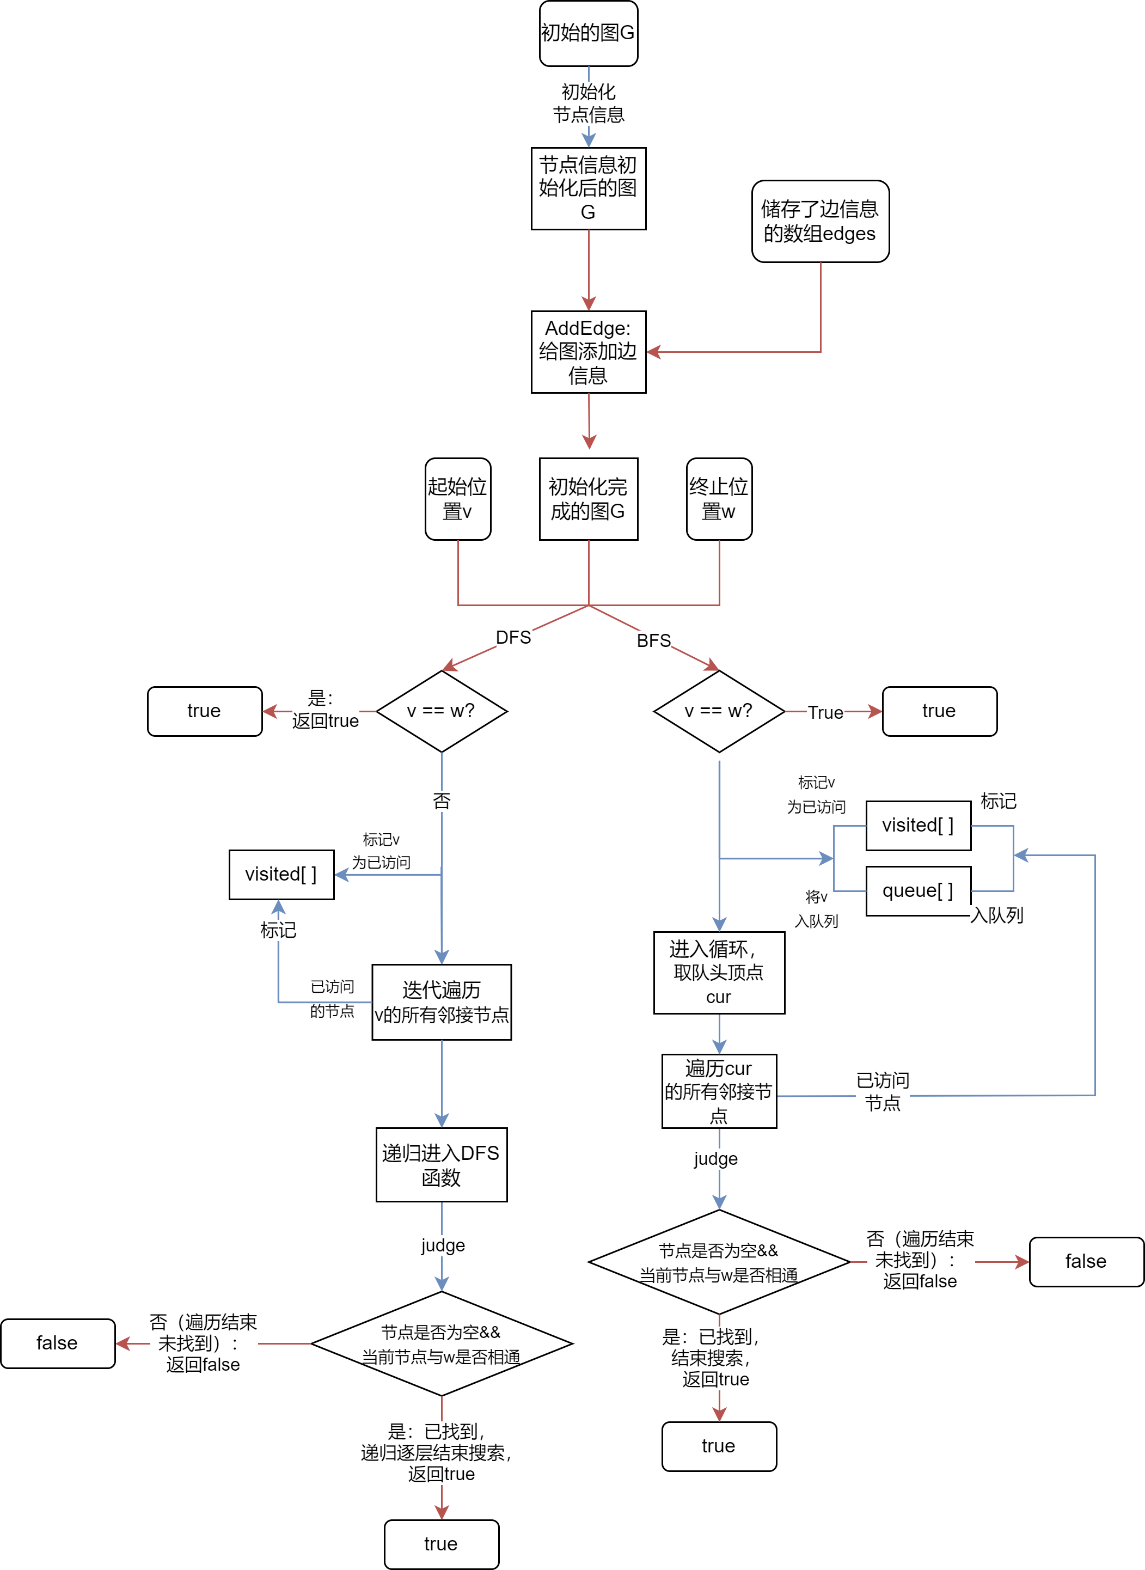 初始的图G
初始化
节点信息
节点信息初
始化后的图
G
储存了边信息
的数组edges
AddEdge:
给图添加边
信息
起始位
置v
初始化完
成的图G
终止位
置w
DFS
BFS
true
是：
返回true
v == w?
v == w?
True
true
否
标记v
为已访问
visited[ ]
标记
已访问
的节点
迭代遍历
v的所有邻接节点
递归进入DFS
函数
judge
节点是否为空&&
当前节点与w是否相通
否（遍历结束
未找到）：
返回false
false
是：已找到，
递归逐层结束搜索，
返回true
true
标记v
为已访问
visited[ ]
标记
将v
入队列
queue[ ]
入队列
进入循环，
取队头顶点
cur
遍历cur
的所有邻接节
点
已访问
节点
judge
节点是否为空&&
当前节点与w是否相通
否（遍历结束
未找到）：
返回false
false
是：已找到，
结束搜索，
返回true
true